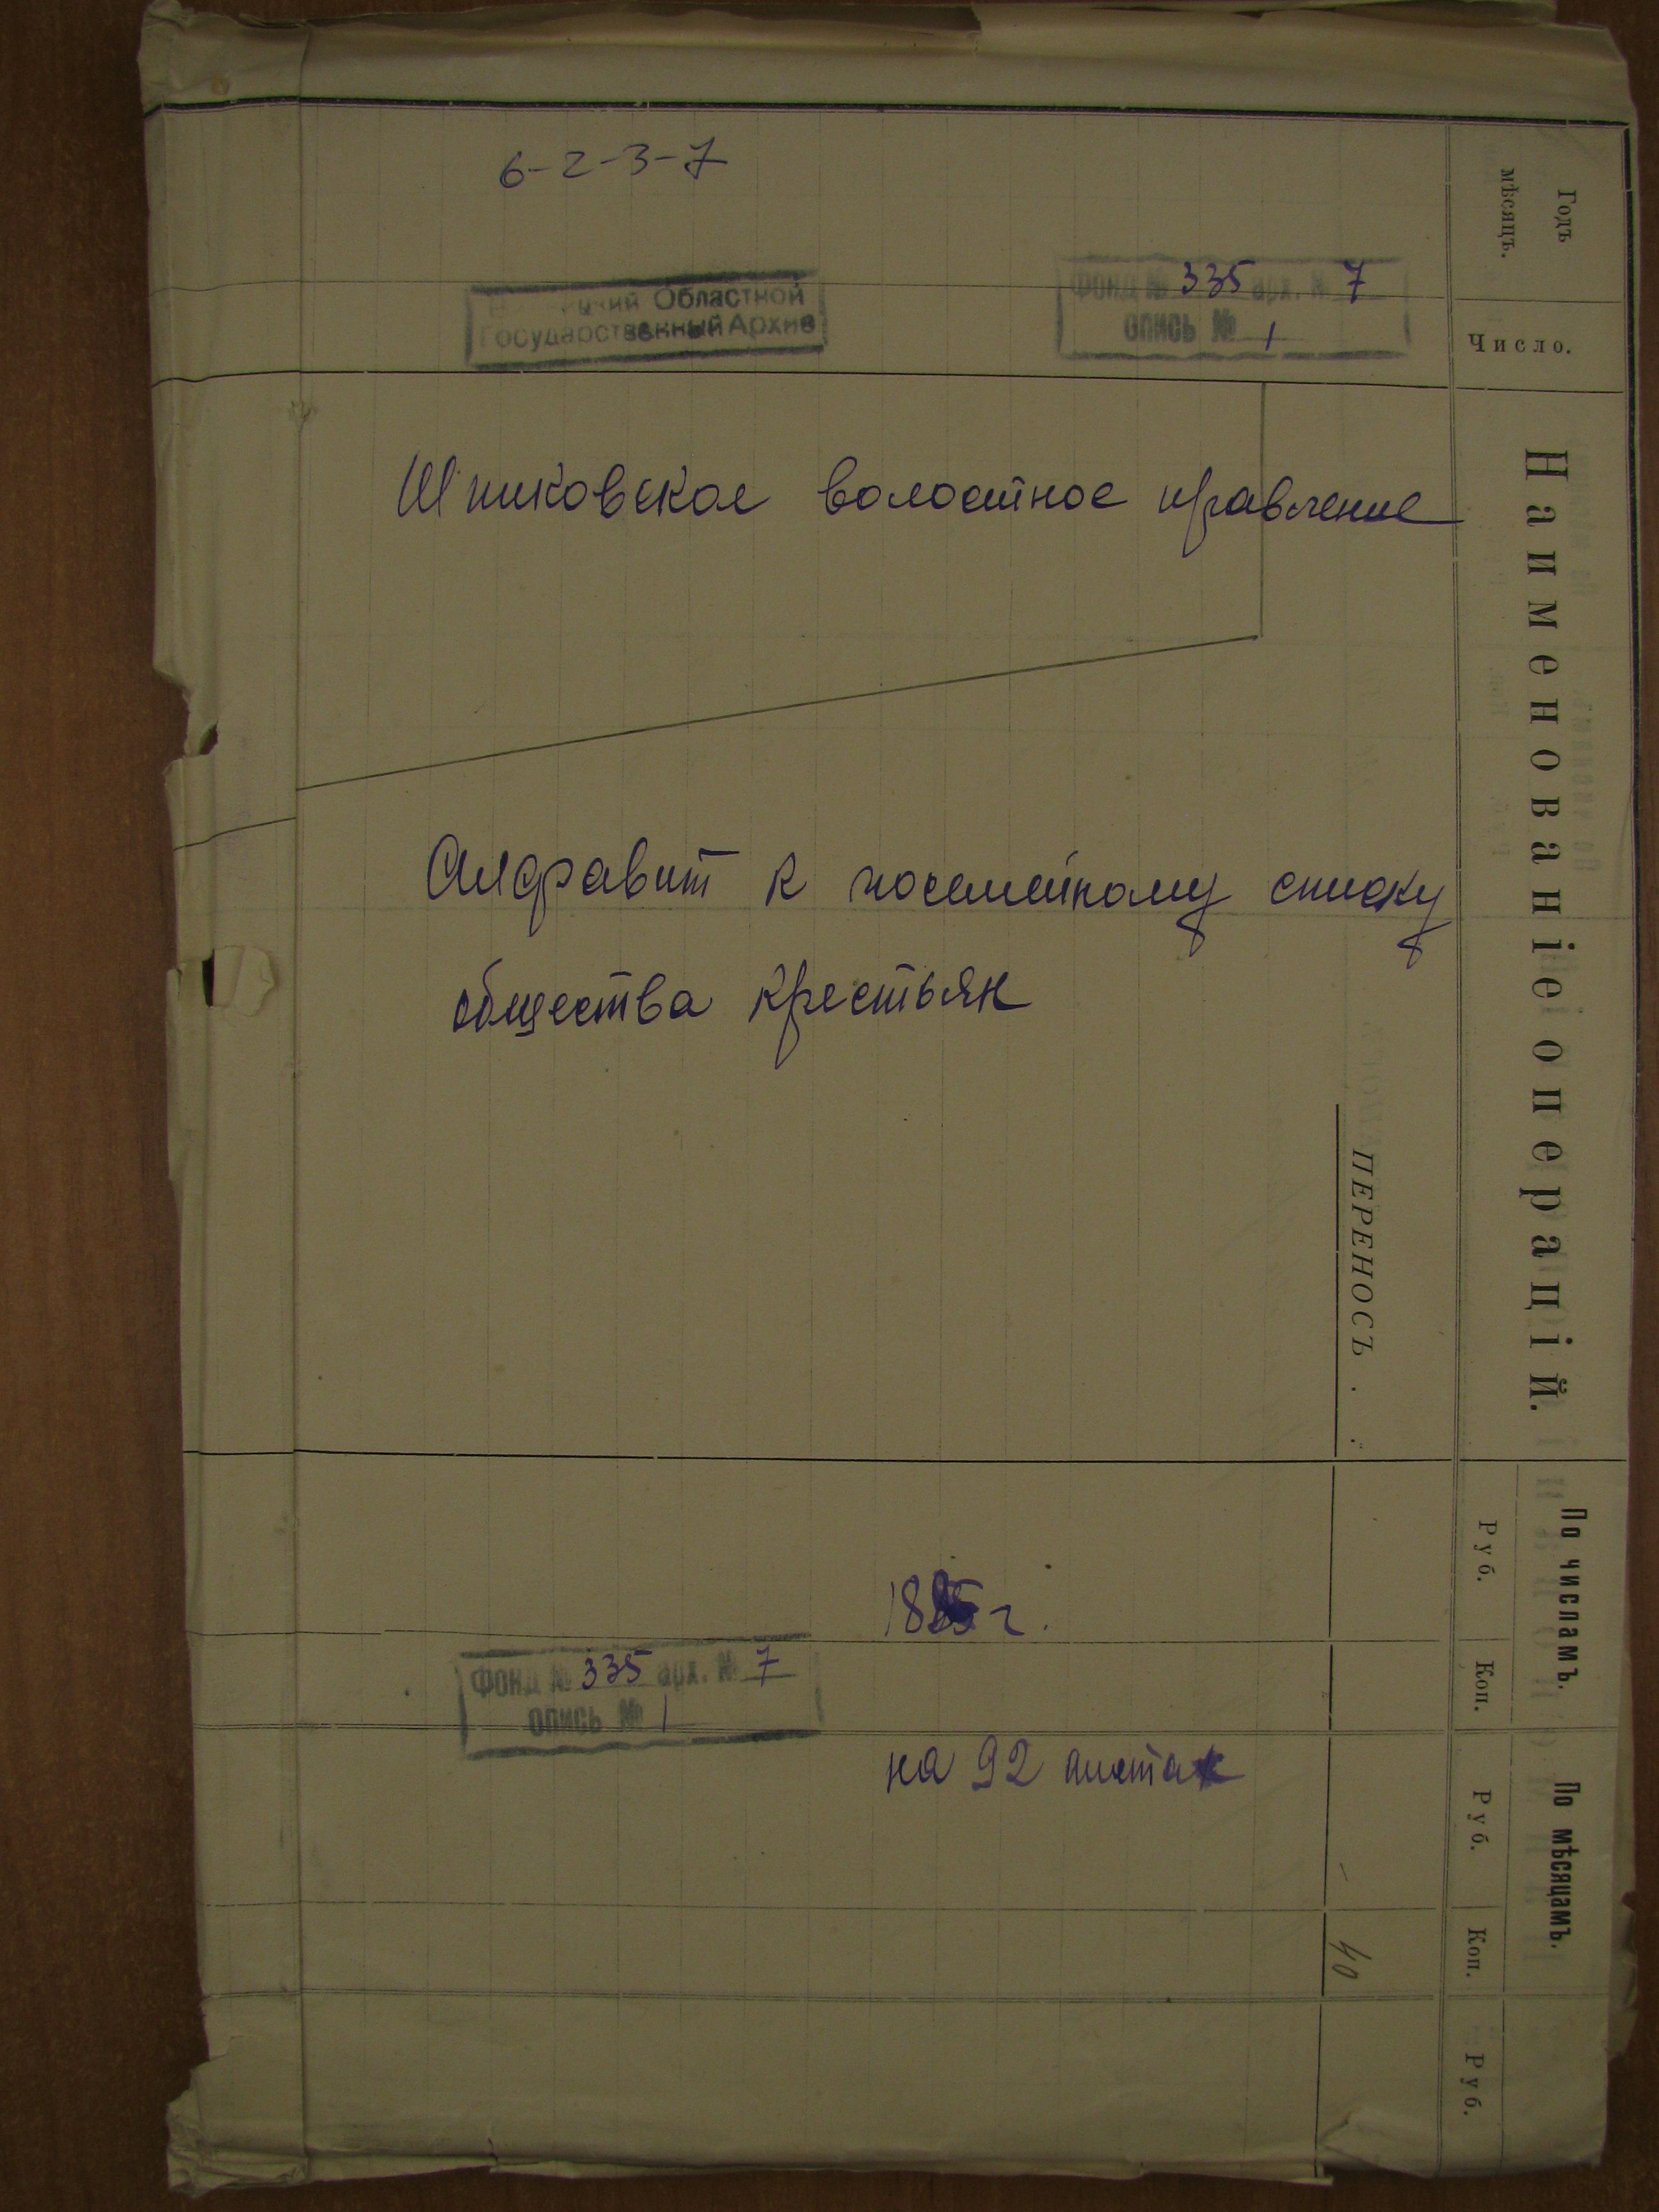 6-2-3-7
Областной
Государственный Архив
Фонд № 335 арх. № 7
опись № 1
Шпиковское волостное правление
Алфавит к посемейному списку
общества крестьян
г.
Фонд № 335 арх. № 7
опись № 1
на 92 листах
Годъ
мѣсяцъ.
Число.
Наименованіе операцій.
ПЕРЕНОСЪ . .
По числамъ.
Руб.
Коп.
По мѣсяцамъ.
Руб.
Коп.
Руб.
40